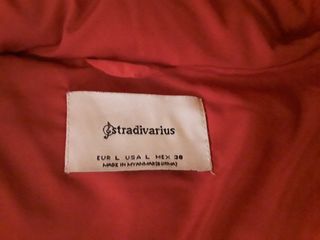 stradivarius
EUR L USA L MEX 30
MADE IN MYANMAR(BURMA)